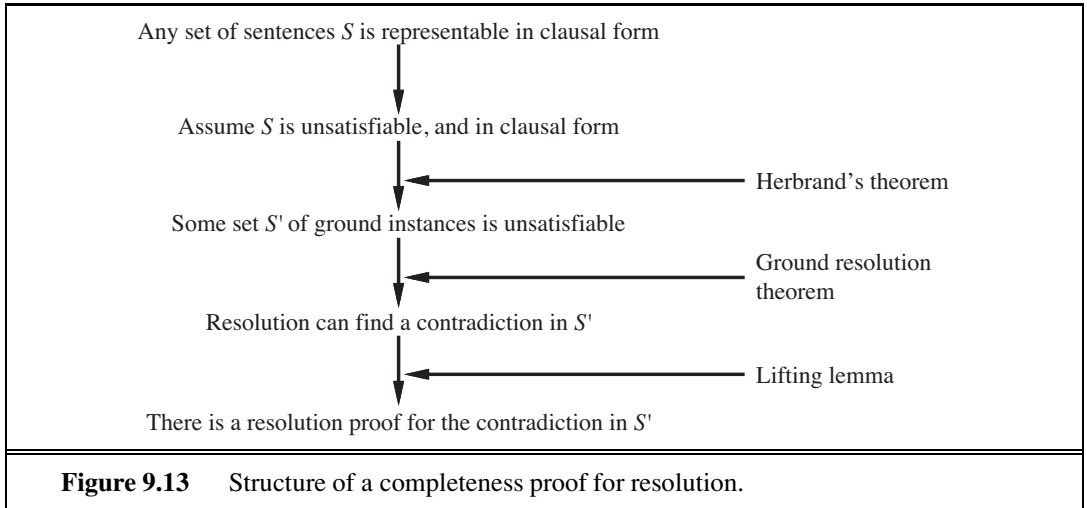 Any set of sentences S is representable in clausal form
Assume S is unsatisfiable, and in clausal form
Herbrand's theorem
Some set S' of ground instances is unsatisfiable
Ground resolution
theorem
Resolution can find a contradiction in S'
Lifting lemma
There is a resolution proof for the contradiction in S'
Figure 9.13 Structure of a completeness proof for resolution.